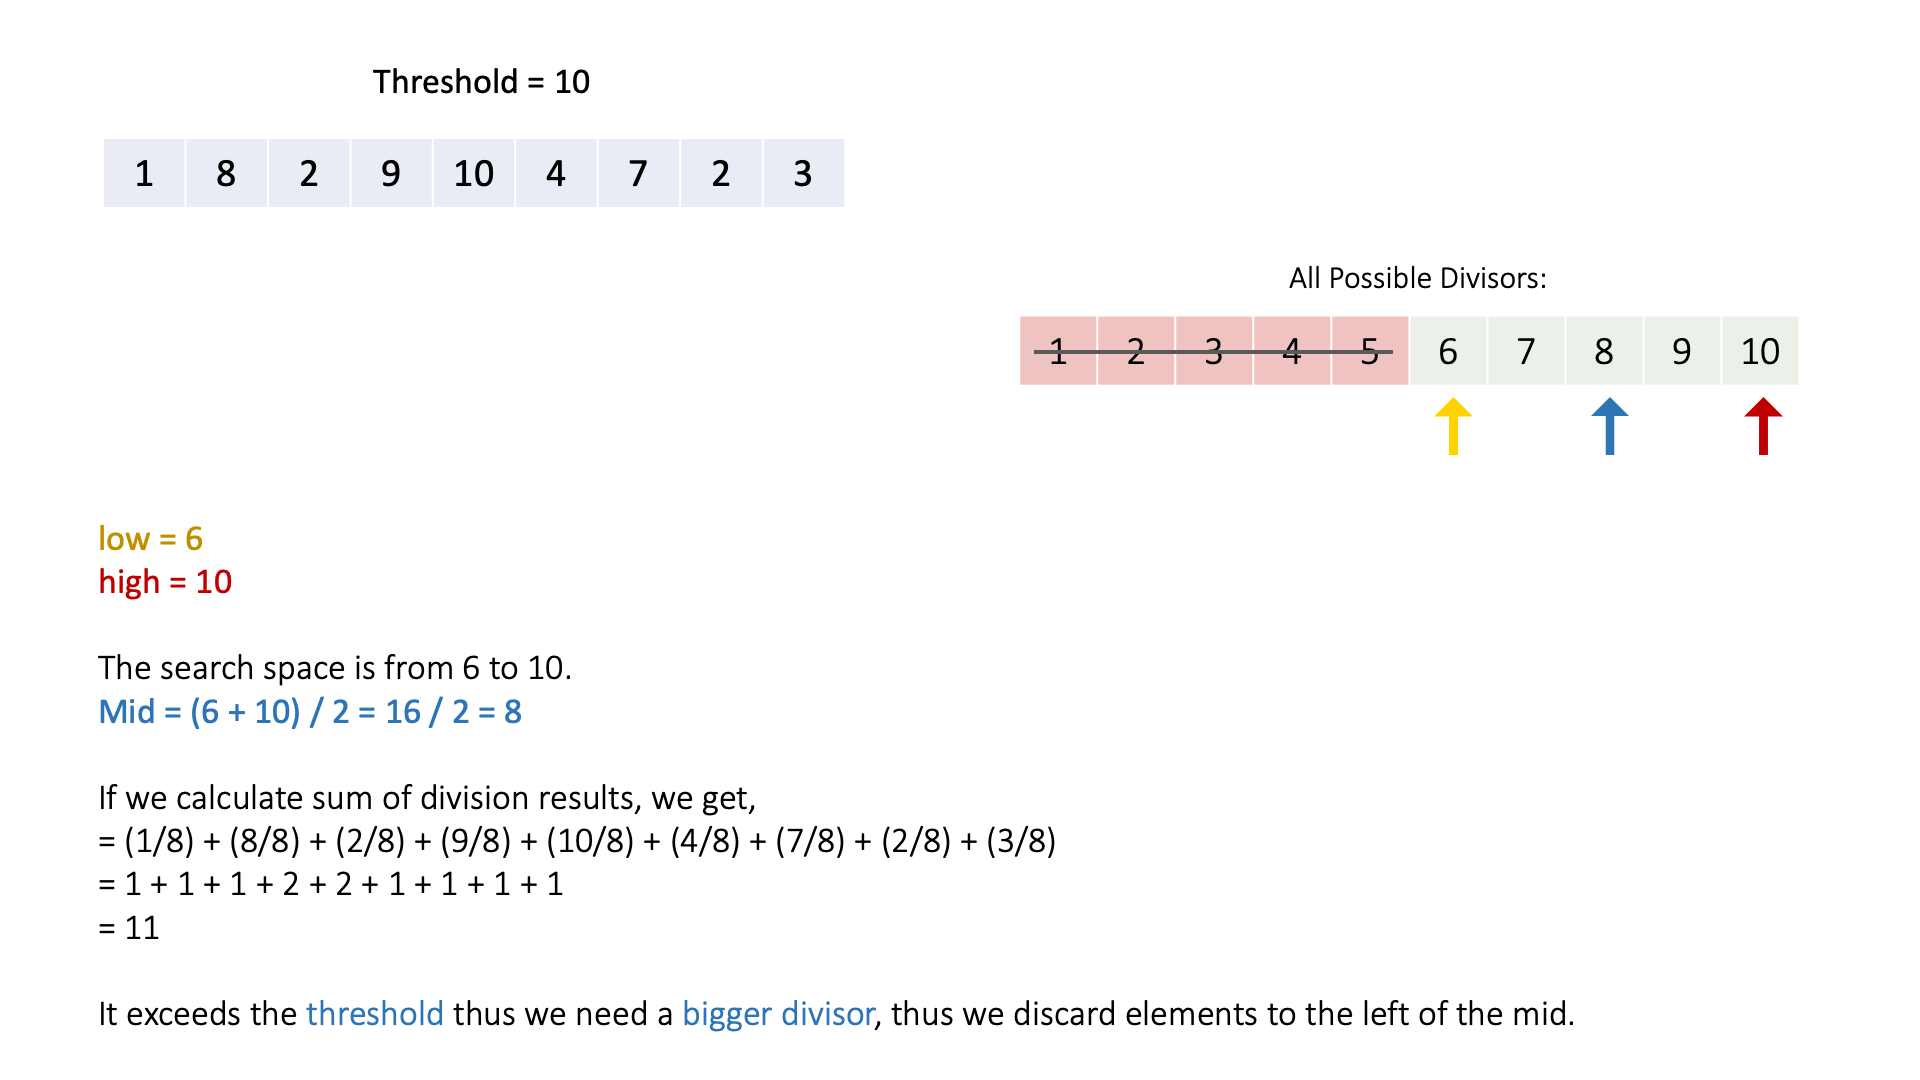 Threshold = 10
1 8 2 9 10 4 7 2 3
All Possible Divisors:
1 2 3 4 5 6 7 8 9 10
low = 6
high = 10
The search space is from 6 to 10.
Mid = (6 + 10) / 2 = 16 / 2 = 8
If we calculate sum of division results, we get,
= (1/8) + (8/8) + (2/8) + (9/8) + (10/8) + (4/8) + (7/8) + (2/8) + (3/8)
= 1 + 1 + 1 + 2 + 2 + 1 + 1 + 1 + 1
= 11
It exceeds the threshold thus we need a bigger divisor, thus we discard elements to the left of the mid.